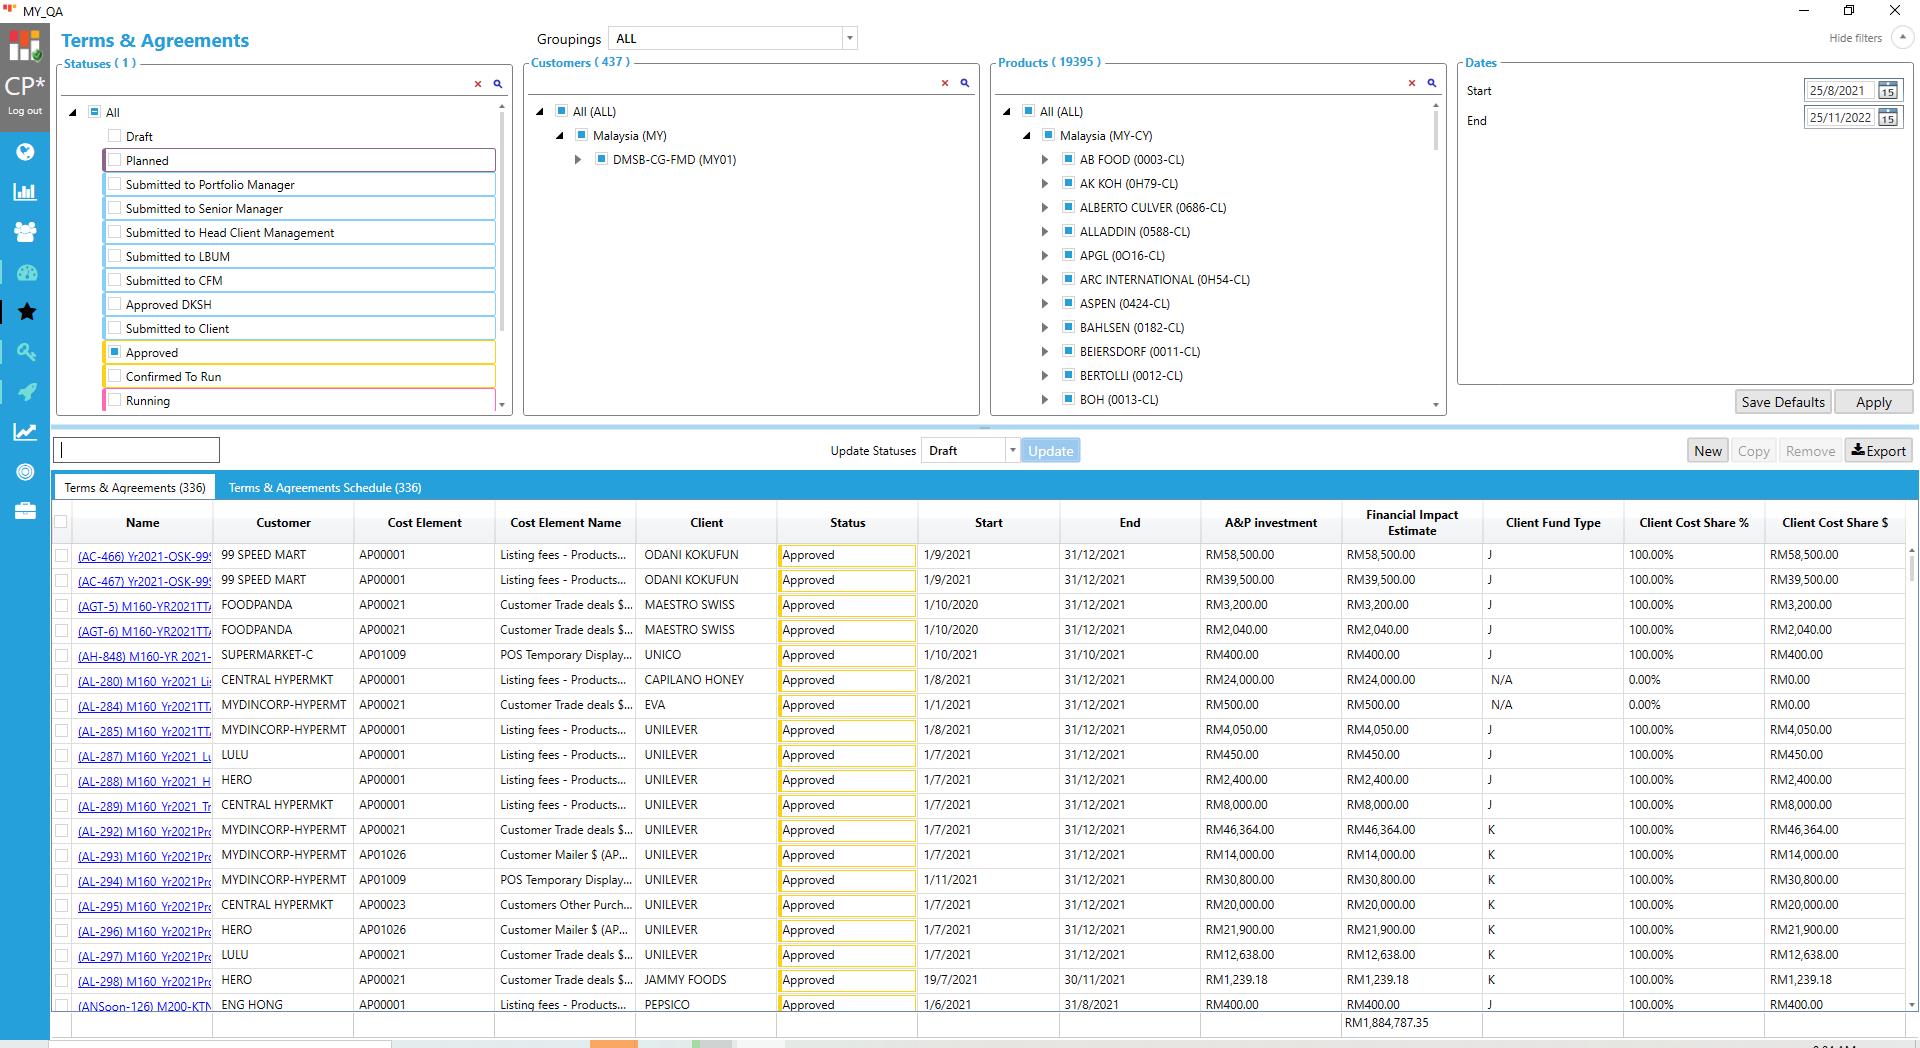 MY_QA
Terms & Agreements
Groupings ALL
Hide filters
CP*
Log out
Statuses ( 1 )
All
Draft
Planned
Submitted to Portfolio Manager
Submitted to Senior Manager
Submitted to Head Client Management
Submitted to LBUM
Submitted to CFM
Approved DKSH
Submitted to Client
Approved
Confirmed To Run
Running
Customers ( 437 )
All (ALL)
Malaysia (MY)
DMSB-CG-FMD (MY01)
Products ( 19395 )
All (ALL)
Malaysia (MY-CY)
AB FOOD (0003-CL)
AK KOH (0H79-CL)
ALBERTO CULVER (0686-CL)
ALLADDIN (0588-CL)
APGL (0O16-CL)
ARC INTERNATIONAL (0H54-CL)
ASPEN (0424-CL)
BAHLSEN (0182-CL)
BEIERSDORF (0011-CL)
BERTOLLI (0012-CL)
BOH (0013-CL)
Dates
Start 25/8/2021 15
End 25/11/2022 15
Save Defaults Apply
Update Statuses Draft Update
New Copy Remove Export
Terms & Agreements (336) Terms & Agreements Schedule (336)
Name Customer Cost Element Cost Element Name Client Status Start End A&P investment Financial Impact Estimate Client Fund Type Client Cost Share % Client Cost Share $
(AC-466) Yr2021-OSK-99S 99 SPEED MART AP00001 Listing fees - Products... ODANI KOKUFUN Approved 1/9/2021 31/12/2021 RM58,500.00 RM58,500.00 J 100.00% RM58,500.00
(AC-467) Yr2021-OSK-99S 99 SPEED MART AP00001 Listing fees - Products... ODANI KOKUFUN Approved 1/9/2021 31/12/2021 RM39,500.00 RM39,500.00 J 100.00% RM39,500.00
(AGT-5) M160-YR2021TTA FOODPANDA AP00021 Customer Trade deals $... MAESTRO SWISS Approved 1/10/2020 31/12/2021 RM3,200.00 RM3,200.00 J 100.00% RM3,200.00
(AGT-6) M160-YR2021TTA FOODPANDA AP00021 Customer Trade deals $... MAESTRO SWISS Approved 1/10/2020 31/12/2021 RM2,040.00 RM2,040.00 J 100.00% RM2,040.00
(AH-848) M160-YR 2021- SUPERMARKET-C AP01009 POS Temporary Display... UNICO Approved 1/10/2021 31/10/2021 RM400.00 RM400.00 J 100.00% RM400.00
(AL-280) M160 Yr2021 Li CENTRAL HYPERMKT AP00001 Listing fees - Products... CAPILANO HONEY Approved 1/8/2021 31/12/2021 RM24,000.00 RM24,000.00 N/A 0.00% RM0.00
(AL-284) M160 Yr2021TTA MYDINCORP-HYPERMT AP00021 Customer Trade deals $... EVA Approved 1/1/2021 31/12/2021 RM500.00 RM500.00 N/A 0.00% RM0.00
(AL-285) M160 Yr2021TTA MYDINCORP-HYPERMT AP00001 Listing fees - Products... UNILEVER Approved 1/8/2021 31/12/2021 RM4,050.00 RM4,050.00 J 100.00% RM4,050.00
(AL-287) M160 Yr2021 Lu LULU AP00001 Listing fees - Products... UNILEVER Approved 1/7/2021 31/12/2021 RM450.00 RM450.00 J 100.00% RM450.00
(AL-288) M160 Yr2021 H HERO AP00001 Listing fees - Products... UNILEVER Approved 1/7/2021 31/12/2021 RM2,400.00 RM2,400.00 J 100.00% RM2,400.00
(AL-289) M160 Yr2021 Tr CENTRAL HYPERMKT AP00001 Listing fees - Products... UNILEVER Approved 1/7/2021 31/12/2021 RM8,000.00 RM8,000.00 J 100.00% RM8,000.00
(AL-292) M160 Yr2021Pro MYDINCORP-HYPERMT AP00021 Customer Trade deals $... UNILEVER Approved 1/7/2021 31/12/2021 RM46,364.00 RM46,364.00 K 100.00% RM46,364.00
(AL-293) M160 Yr2021Pro MYDINCORP-HYPERMT AP01026 Customer Mailer $ (AP... UNILEVER Approved 1/7/2021 31/12/2021 RM14,000.00 RM14,000.00 K 100.00% RM14,000.00
(AL-294) M160 Yr2021Pro MYDINCORP-HYPERMT AP01009 POS Temporary Display... UNILEVER Approved 1/11/2021 31/12/2021 RM30,800.00 RM30,800.00 K 100.00% RM30,800.00
(AL-295) M160 Yr2021Pro CENTRAL HYPERMKT AP00023 Customers Other Purch... UNILEVER Approved 1/7/2021 31/12/2021 RM20,000.00 RM20,000.00 K 100.00% RM20,000.00
(AL-296) M160 Yr2021Pro HERO AP01026 Customer Mailer $ (AP... UNILEVER Approved 1/7/2021 31/12/2021 RM21,900.00 RM21,900.00 K 100.00% RM21,900.00
(AL-297) M160 Yr2021Pro LULU AP00021 Customer Trade deals $... UNILEVER Approved 1/7/2021 31/12/2021 RM12,638.00 RM12,638.00 K 100.00% RM12,638.00
(AL-298) M160 Yr2021Pro HERO AP00021 Customer Trade deals $... JAMMY FOODS Approved 19/7/2021 30/11/2021 RM1,239.18 RM1,239.18 K 100.00% RM1,239.18
(ANSoon-126) M200-KTN ENG HONG AP00001 Listing fees - Products... PEPSICO Approved 1/6/2021 31/8/2021 RM400.00 RM400.00 J 100.00% RM400.00
RM1,884,787.35